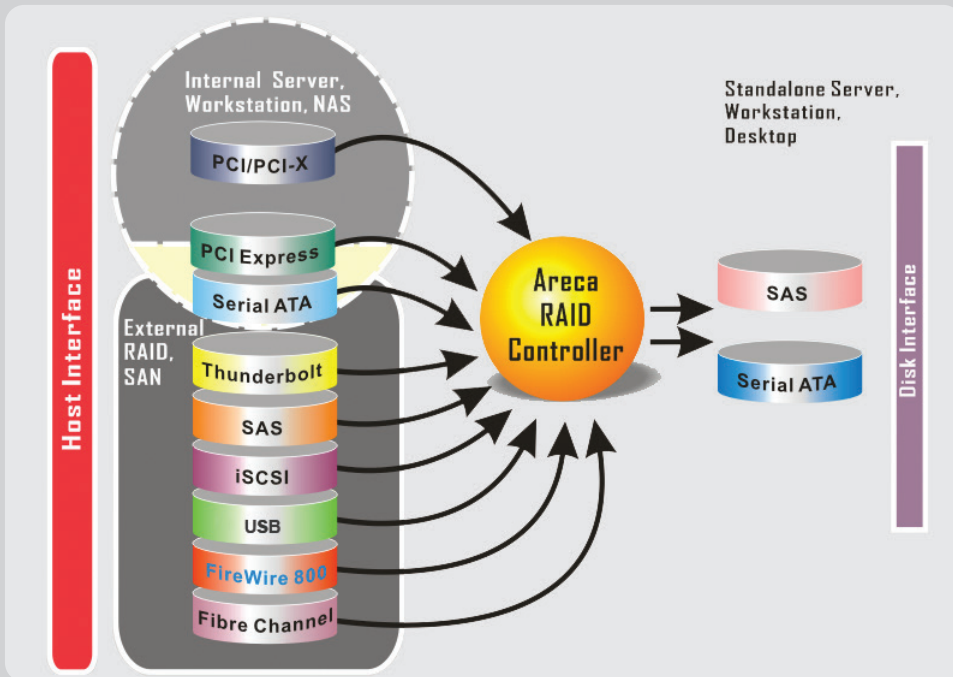 Host Interface
Internal Server,
Workstation, NAS
PCI/PCI-X
PCI Express
Serial ATA
External
RAID,
SAN
Thunderbolt
SAS
iSCSI
USB
FireWire 800
Fibre Channel
Areca
RAID
Controller
Standalone Server,
Workstation,
Desktop
SAS
Serial ATA
Disk Interface